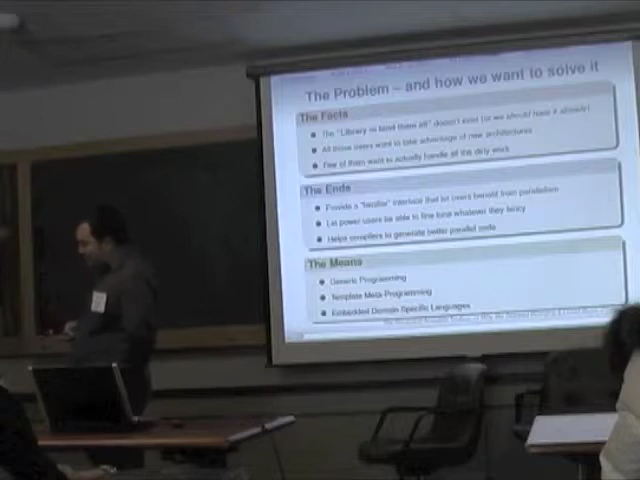 The Problem – and how we want to solve it
The Facts
The "Library to bind them all" doesn't exist (or we should have it already)
All those users want to take advantage of new architectures
Few of them want to actually handle all the dirty work
The Ends
Provide a "familiar" interface that let users benefit from parallelism
Let power users be able to fine tune whatever they fancy
Helps compilers to generate better parallel code
The Means
Generic Programming
Template Meta-Programming
Embedded Domain Specific Languages